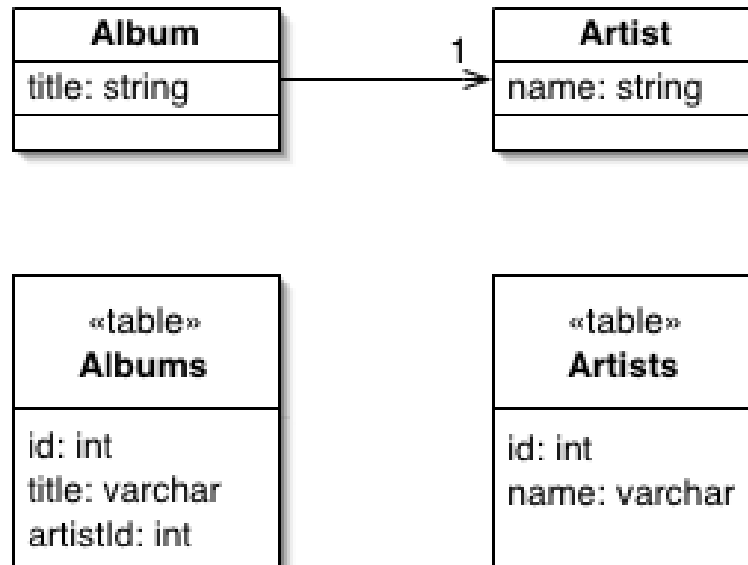 Album
title: string
1
Artist
name: string
«table»
Albums
id: int
title: varchar
artistId: int
«table»
Artists
id: int
name: varchar